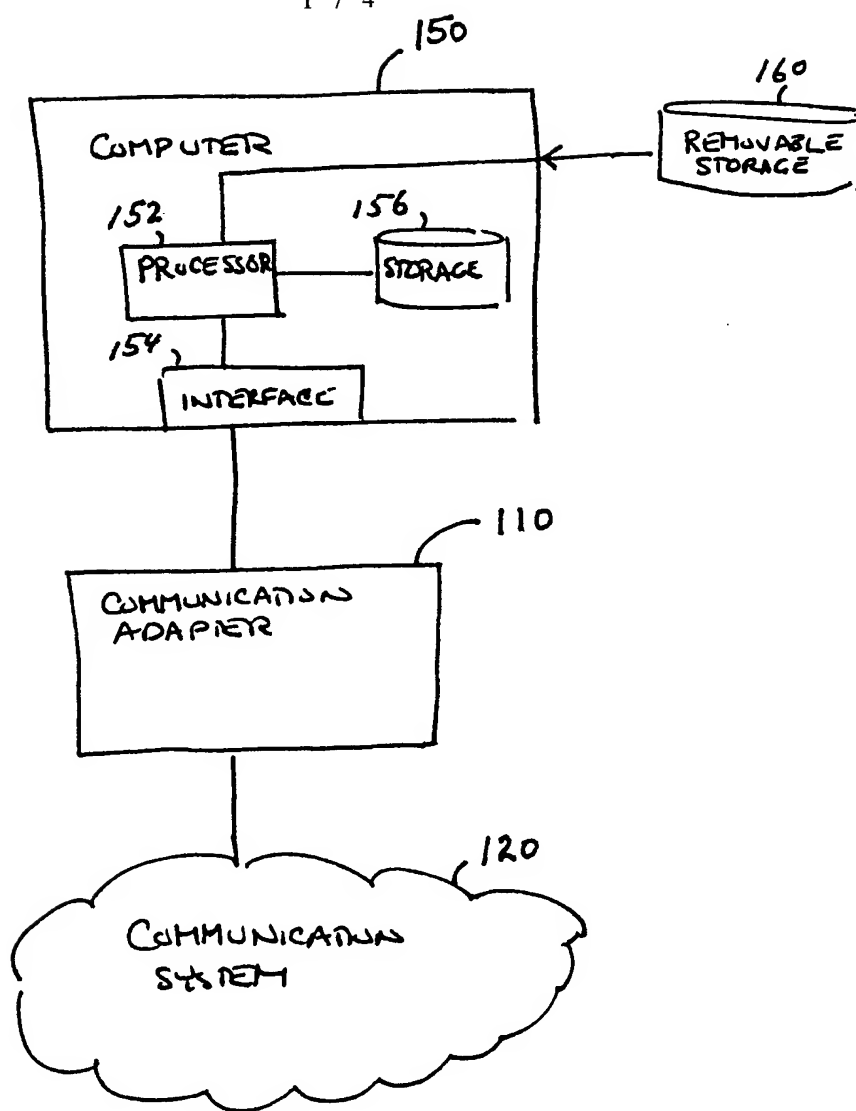 1 / 4
150
160
COMPUTER
REMOVABLE
STORAGE
152
156
PROCESSOR
STORAGE
154
INTERFACE
110
COMMUNICATION
ADAPTER
120
COMMUNICATION
SYSTEM